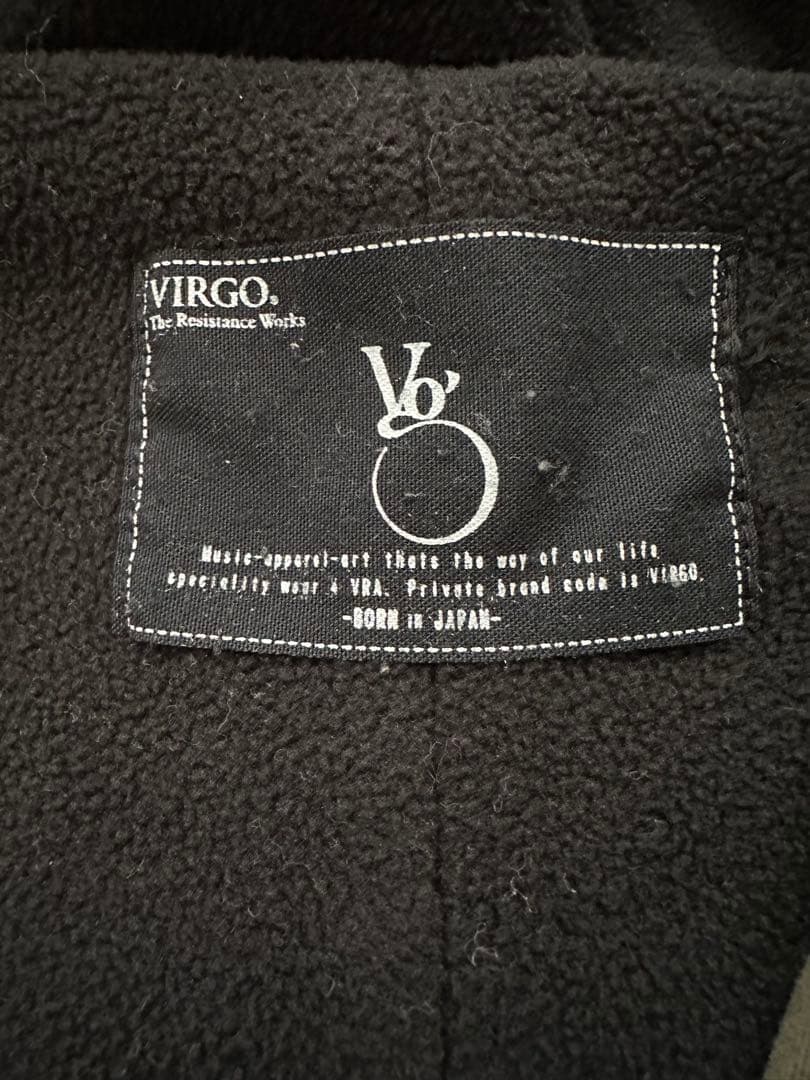 VIRGO.
The Resistance Works
Vo'
Music-apparel-art thats the way of our life
speciality wear 4 VRA. Private brand code is VIRGO.
-BORN in JAPAN-